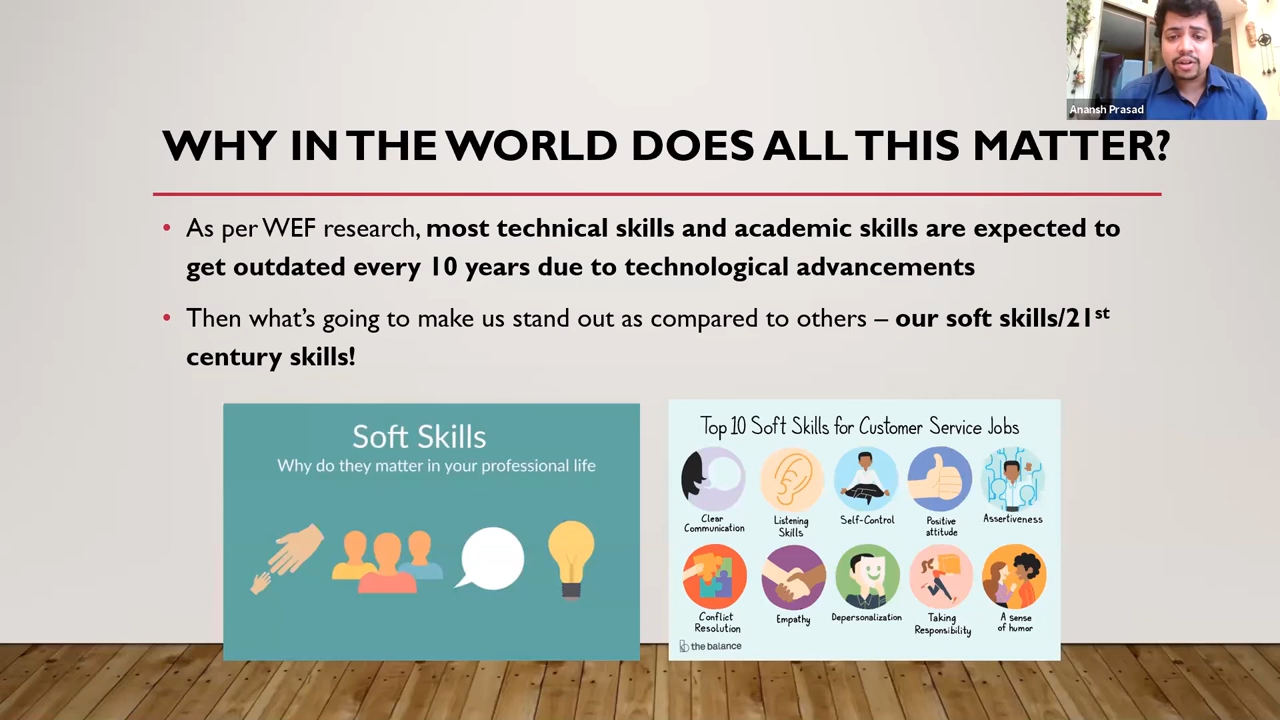 Anansh Prasad
WHY IN THE WORLD DOES ALL THIS MATTER?
• As per WEF research, most technical skills and academic skills are expected to
get outdated every 10 years due to technological advancements
• Then what's going to make us stand out as compared to others – our soft skills/21st
century skills!
Soft Skills
Why do they matter in your professional life
Top 10 Soft Skills for Customer Service Jobs
Clear
Communication
Listening
Skills
Self-Control
Positive
attitude
Assertiveness
Conflict
Resolution
Empathy
Depersonalization
Taking
Responsibility
A sense
of humor
the balance